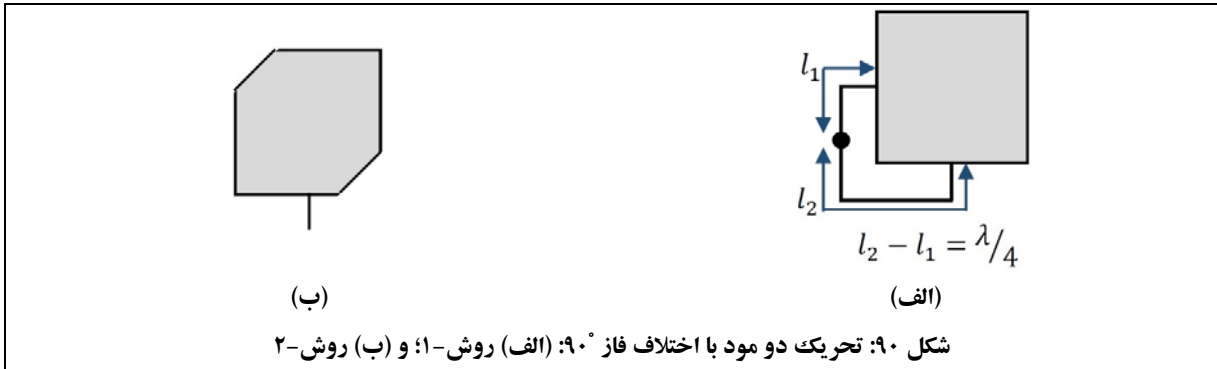 l₁
l₂
l₂ − l₁ = λ/4
(الف)
(ب)
شکل ۹۰: تحریک دو مود با اختلاف فاز ۹۰˚: (الف) روش-۱؛ و (ب) روش-۲